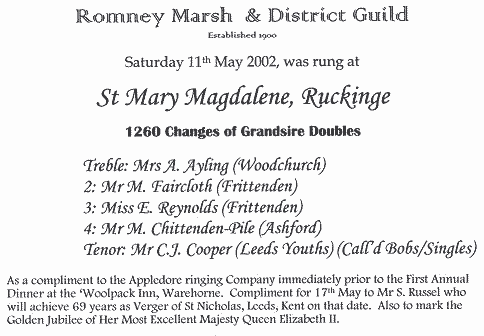 Romney Marsh & District Guild
Established 1900
Saturday 11th May 2002, was rung at
St Mary Magdalene, Ruckinge
1260 Changes of Grandsire Doubles
Treble: Mrs A. Ayling (Woodchurch)
2: Mr M. Faircloth (Frittenden)
3: Miss E. Reynolds (Frittenden)
4: Mr M. Chittenden-Pile (Ashford)
Tenor: Mr C.J. Cooper (Leeds Youths) (Call'd Bobs/Singles)
As a compliment to the Appledore ringing Company immediately prior to the First Annual
Dinner at the 'Woolpack Inn, Warehorne. Compliment for 17th May to Mr S. Russel who
will achieve 69 years as Verger of St Nicholas, Leeds, Kent on that date. Also to mark the
Golden Jubilee of Her Most Excellent Majesty Queen Elizabeth II.